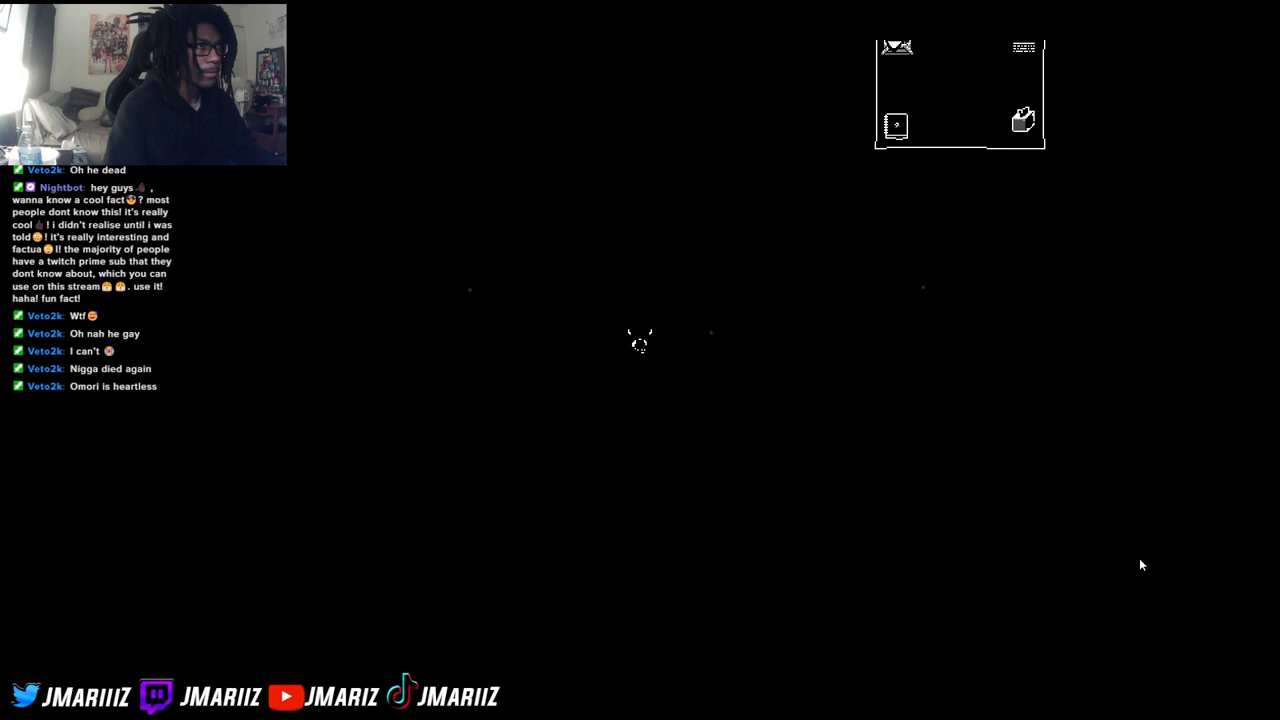 Veto2k: Oh he dead
Nightbot: hey guys🤌🏿 ,
wanna know a cool fact😎? most
people dont know this! it's really
cool👍🏿! i didn't realise until i was
told😳! it's really interesting and
factua😳l! the majority of people
have a twitch prime sub that they
dont know about, which you can
use on this stream😤 😤. use it!
haha! fun fact!
Veto2k: Wtf
Veto2k: Oh nah he gay
Veto2k: I can't 😭
Veto2k: Nigga died again
Veto2k: Omori is heartless
JMARIIIZ JMARIIZ JMARIZ JMARIIZ